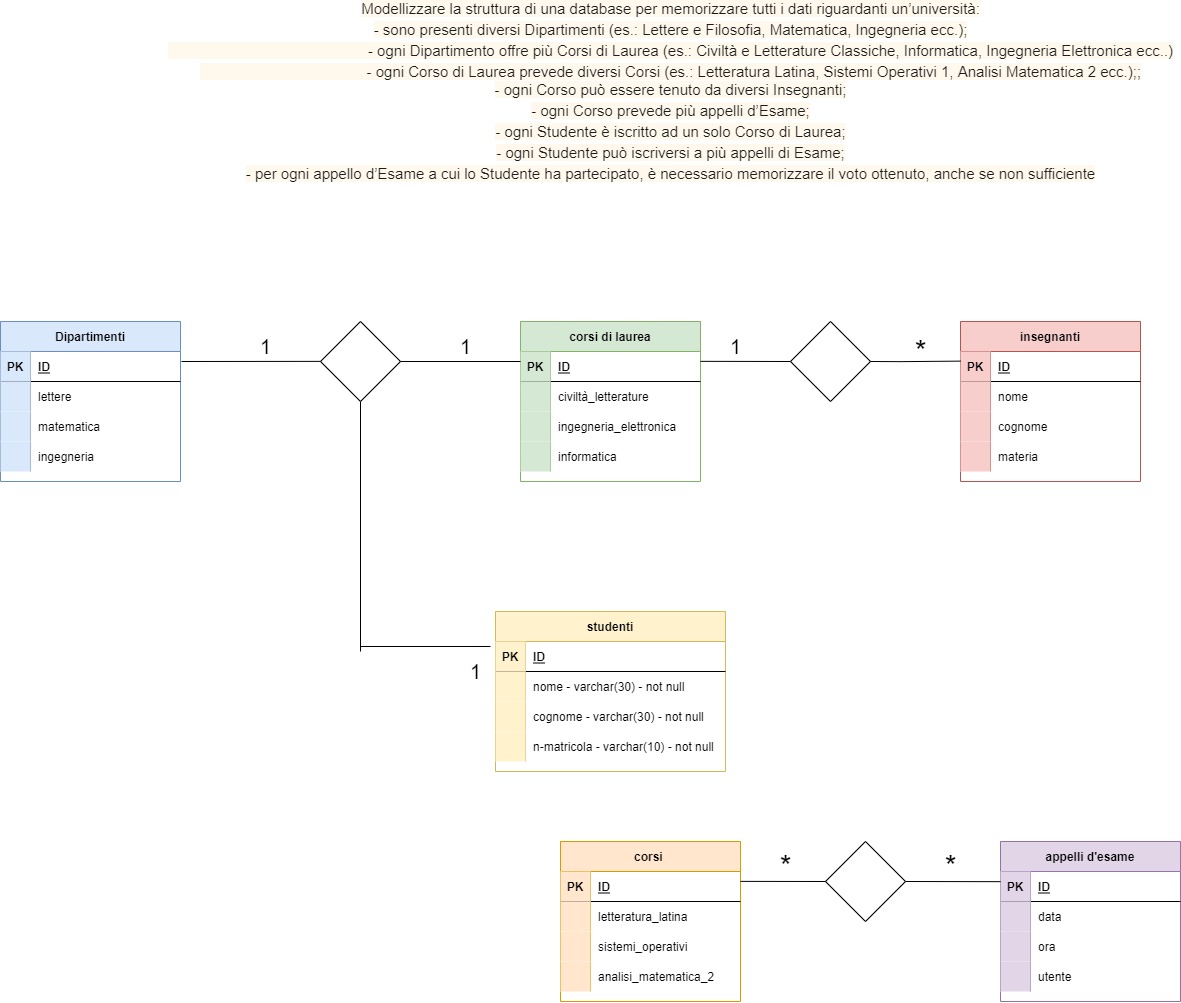 Modellizzare la struttura di una database per memorizzare tutti i dati riguardanti un'università:
- sono presenti diversi Dipartimenti (es.: Lettere e Filosofia, Matematica, Ingegneria ecc.);
- ogni Dipartimento offre più Corsi di Laurea (es.: Civiltà e Letterature Classiche, Informatica, Ingegneria Elettronica ecc..)
- ogni Corso di Laurea prevede diversi Corsi (es.: Letteratura Latina, Sistemi Operativi 1, Analisi Matematica 2 ecc.);;
- ogni Corso può essere tenuto da diversi Insegnanti;
- ogni Corso prevede più appelli d'Esame;
- ogni Studente è iscritto ad un solo Corso di Laurea;
- ogni Studente può iscriversi a più appelli di Esame;
- per ogni appello d'Esame a cui lo Studente ha partecipato, è necessario memorizzare il voto ottenuto, anche se non sufficiente
Dipartimenti
PK ID
lettere
matematica
ingegneria
1
1
corsi di laurea
PK ID
civiltà_letterature
ingegneria_elettronica
informatica
1
*
insegnanti
PK ID
nome
cognome
materia
1
studenti
PK ID
nome - varchar(30) - not null
cognome - varchar(30) - not null
n-matricola - varchar(10) - not null
corsi
PK ID
letteratura_latina
sistemi_operativi
analisi_matematica_2
*
*
appelli d'esame
PK ID
data
ora
utente